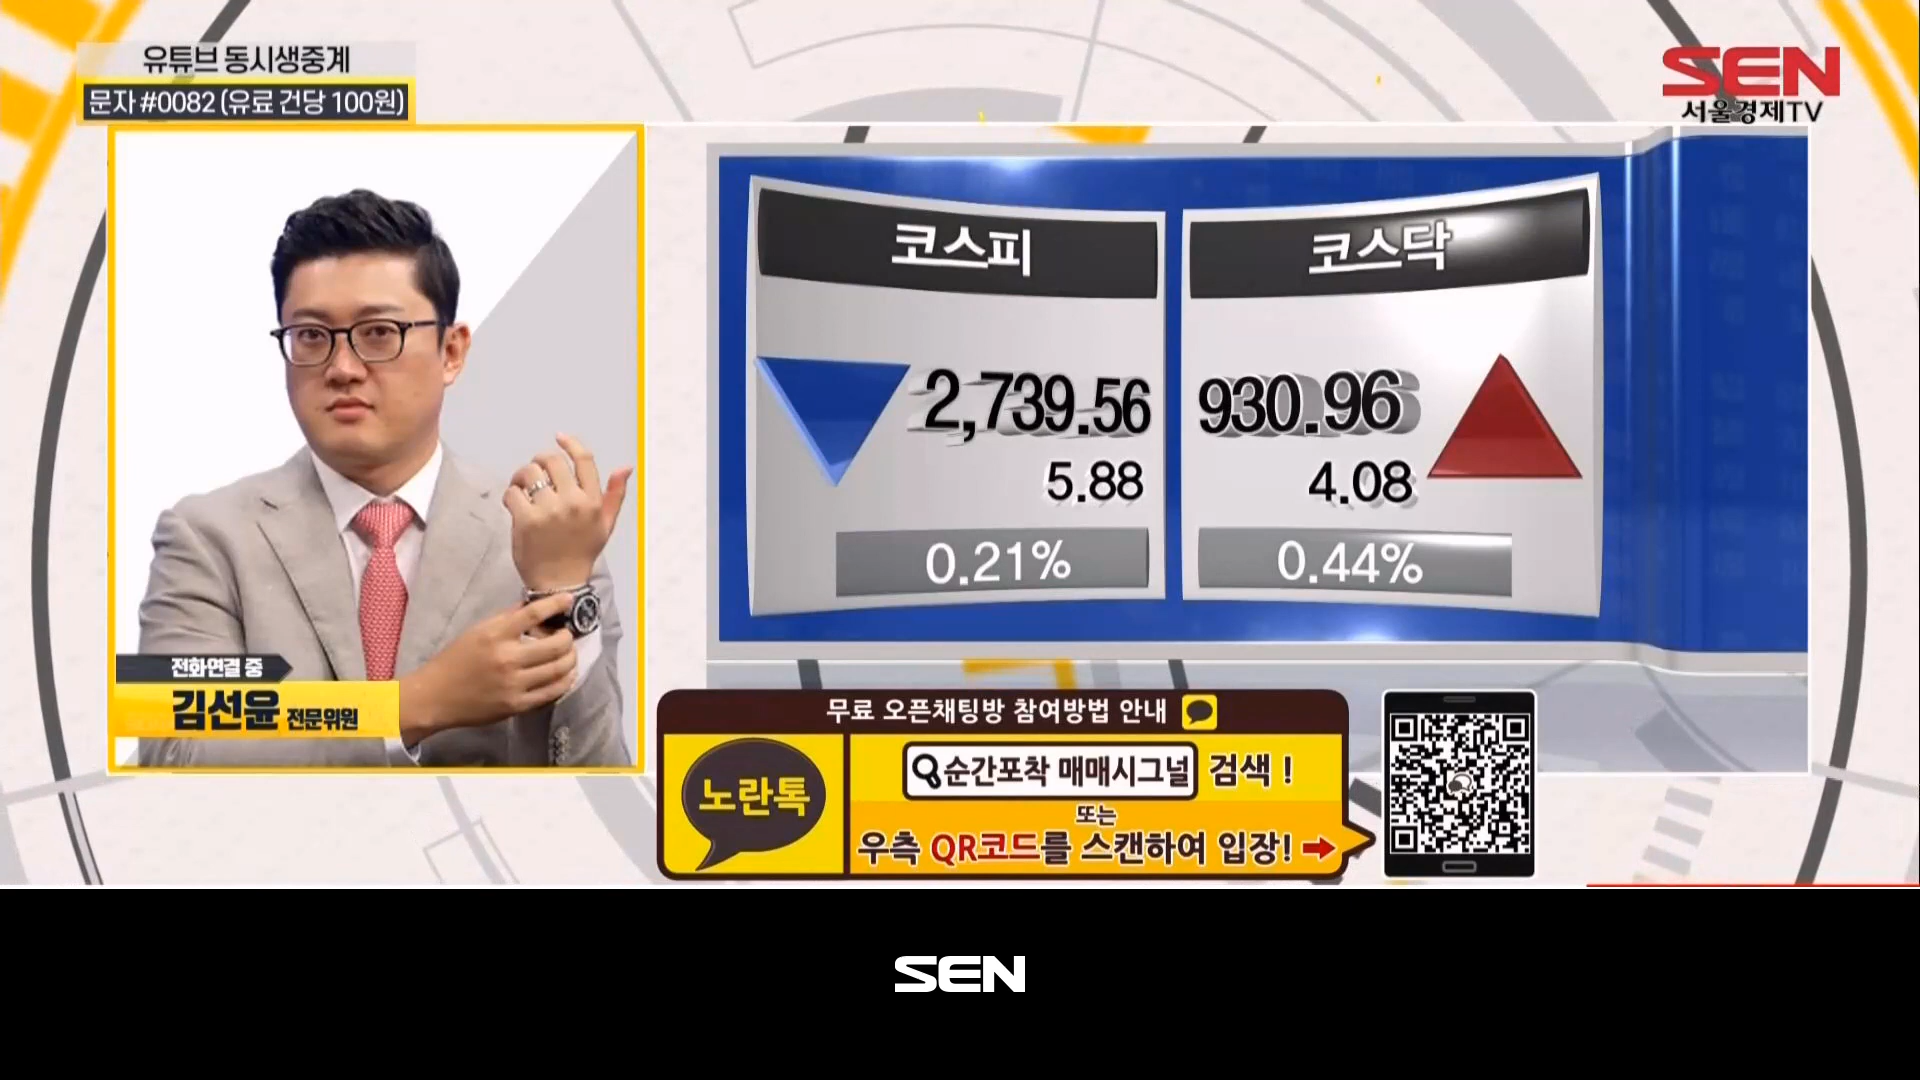 유튜브 동시생중계
문자 #0082 (유료 건당 100원)
SEN
서울경제TV
코스피
2,739.56
5.88
0.21%
코스닥
930.96
4.08
0.44%
전화연결 중
김선윤 전문위원
무료 오픈채팅방 참여방법 안내
노란톡
순간포착 매매시그널 검색 !
또는
우측 QR코드를 스캔하여 입장!
SEN